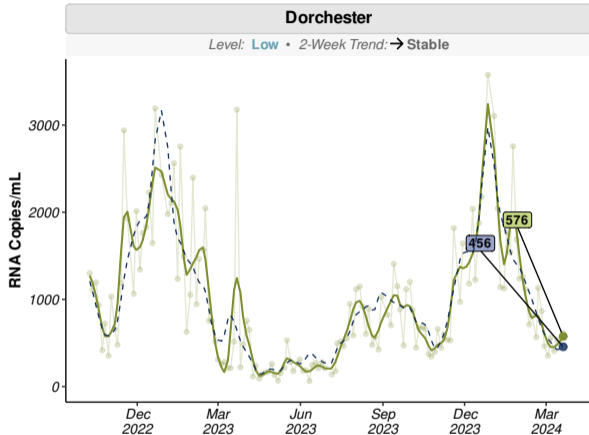 Dorchester
Level: Low • 2-Week Trend: → Stable
RNA Copies/mL
3000
2000
1000
0
576
456
Dec Mar Jun Sep Dec Mar
2022 2023 2023 2023 2023 2024